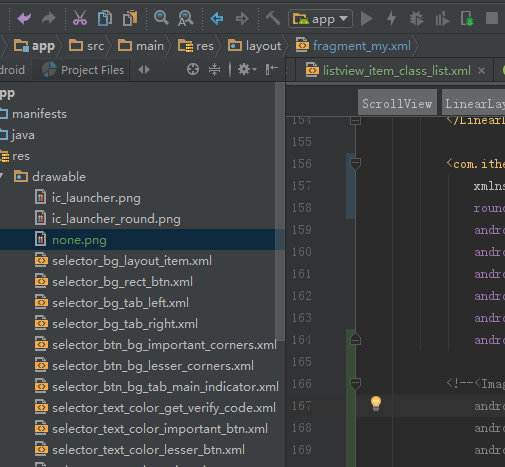 app
app
src
main
res
layout
fragment_my.xml
droid
Project Files
listview_item_class_list.xml
pp
manifests
java
res
drawable
ic_launcher.png
ic_launcher_round.png
none.png
selector_bg_layout_item.xml
selector_bg_rect_btn.xml
selector_bg_tab_left.xml
selector_bg_tab_right.xml
selector_btn_bg_important_corners.xml
selector_btn_bg_lesser_corners.xml
selector_btn_bg_tab_main_indicator.xml
selector_text_color_get_verify_code.xml
selector_text_color_important_btn.xml
selector_text_color_lesser_btn.xml
ScrollView LinearLay
154 </LinearL
155
156 <com.ithe
157 xmlns
158 round
159 andro
160 andro
161 andro
162 andro
163 andro
164 andro
165
166 <!--<Imag
167 andro
168 andro
169 andro